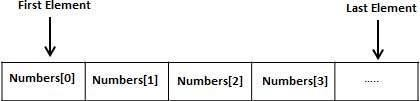 First Element Last Element
Numbers[0] Numbers[1] Numbers[2] Numbers[3] .....